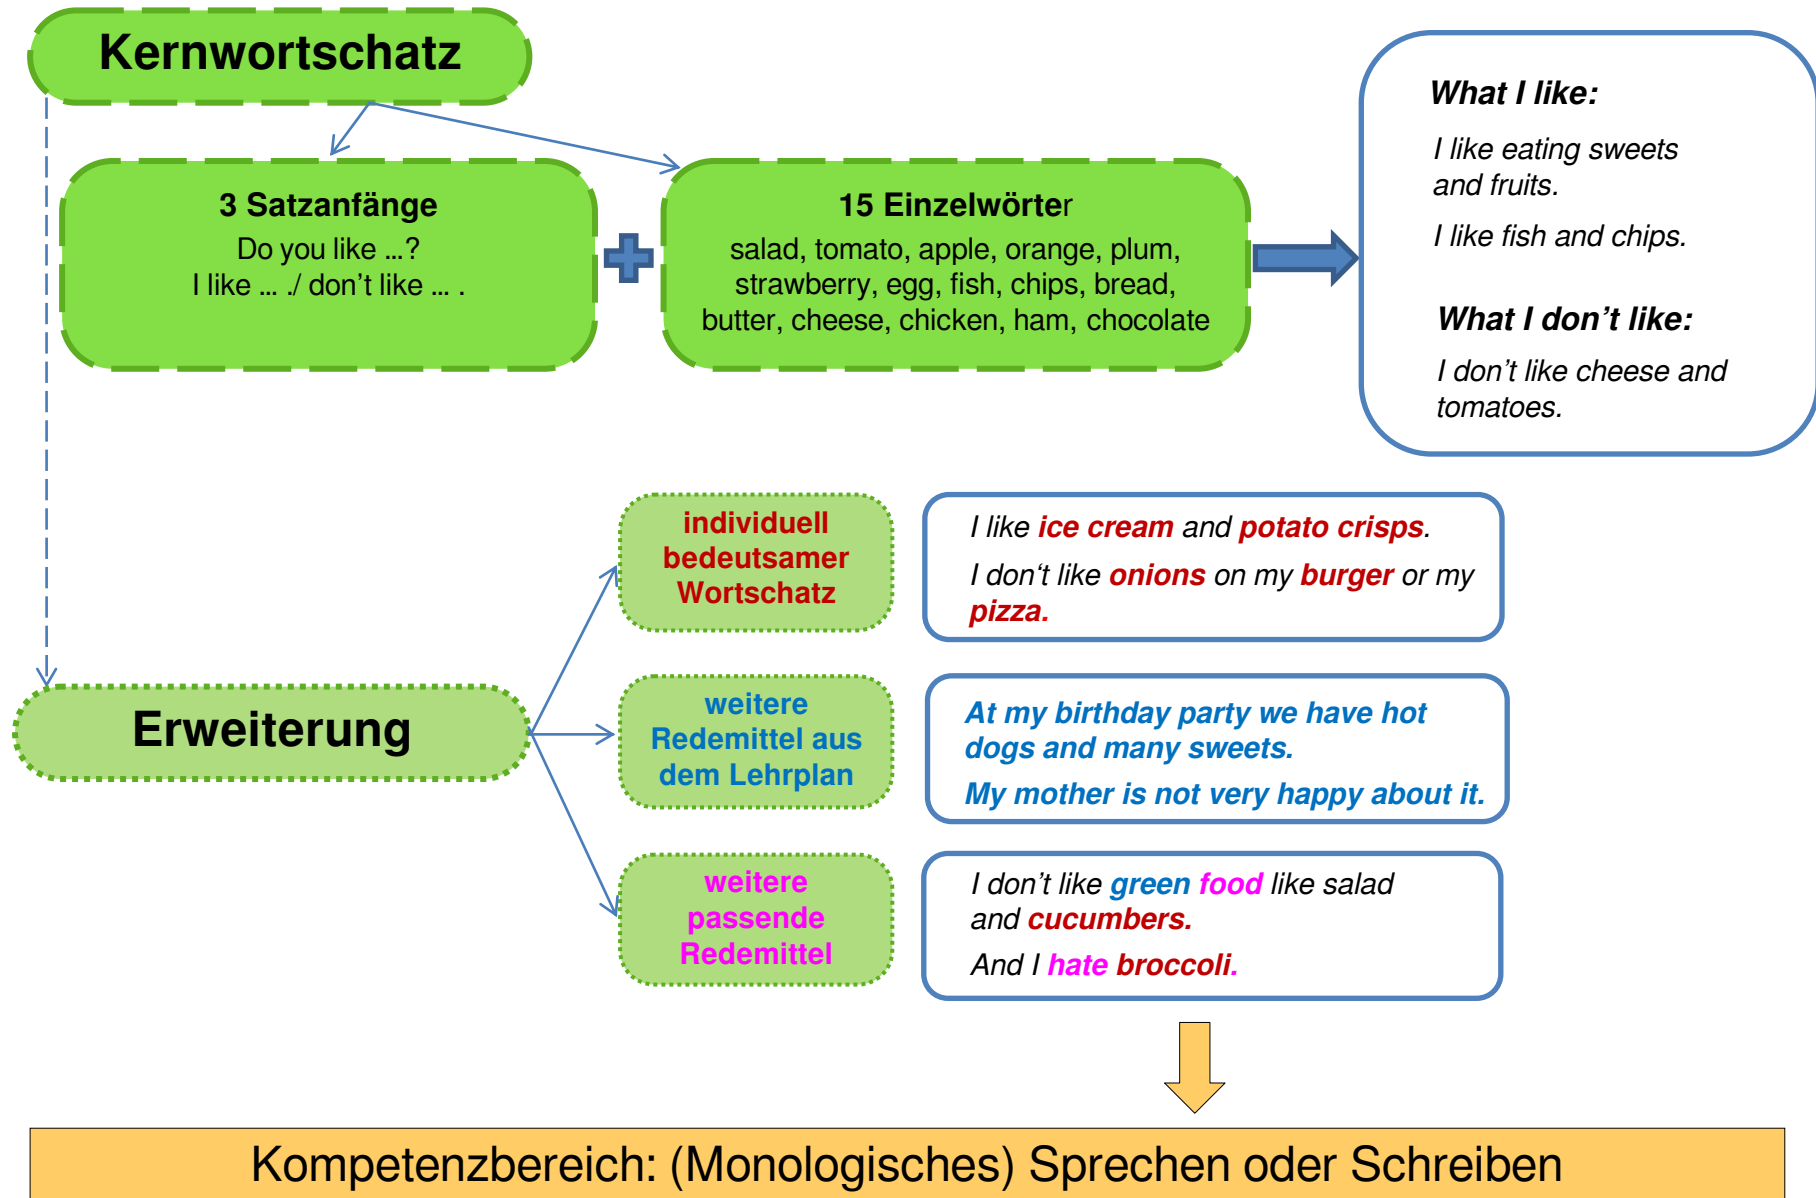 Kernwortschatz
3 Satzanfänge
Do you like ...?
I like ... ./ don't like ... .
15 Einzelwörter
salad, tomato, apple, orange, plum,
strawberry, egg, fish, chips, bread,
butter, cheese, chicken, ham, chocolate
What I like:
I like eating sweets
and fruits.
I like fish and chips.
What I don't like:
I don't like cheese and
tomatoes.
Erweiterung
individuell
bedeutsamer
Wortschatz
I like ice cream and potato crisps.
I don't like onions on my burger or my
pizza.
weitere
Redemittel aus
dem Lehrplan
At my birthday party we have hot
dogs and many sweets.
My mother is not very happy about it.
weitere
passende
Redemittel
I don't like green food like salad
and cucumbers.
And I hate broccoli.
Kompetenzbereich: (Monologisches) Sprechen oder Schreiben